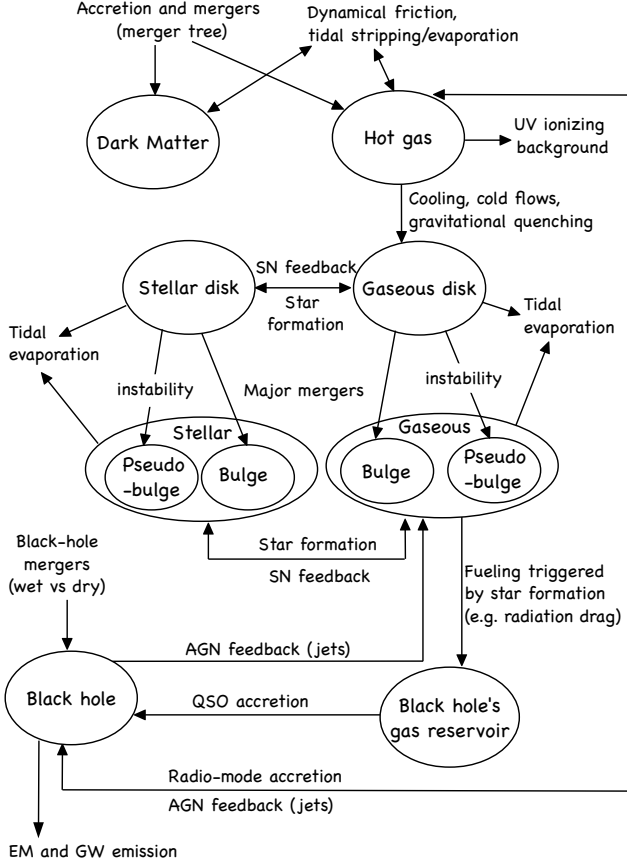 Accretion and mergers
(merger tree)
Dynamical friction,
tidal stripping/evaporation
Dark Matter
Hot gas
UV ionizing
background
Cooling, cold flows,
gravitational quenching
Stellar disk
SN feedback
Star
formation
Gaseous disk
Tidal
evaporation
Tidal
evaporation
instability
Major mergers
instability
Stellar
Pseudo
-bulge
Bulge
Gaseous
Bulge
Pseudo
-bulge
Star formation
SN feedback
Black-hole
mergers
(wet vs dry)
Fueling triggered
by star formation
(e.g. radiation drag)
AGN feedback (jets)
Black hole
QSO accretion
Black hole's
gas reservoir
Radio-mode accretion
AGN feedback (jets)
EM and GW emission